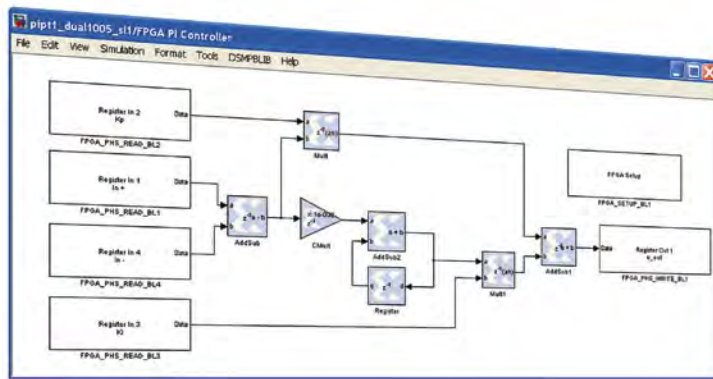 pipt1_dual1005_sl1/FPGA PI Controller
File Edit View Simulation Format Tools DSMPBLIB Help
Register In 2
Kp
Data
FPGA_PHS_READ_BL2
Register In 1
In +
Data
FPGA_PHS_READ_BL1
Register In 4
In -
Data
FPGA_PHS_READ_BL4
Register In 3
Ki
Data
FPGA_PHS_READ_BL3
a
b
AddSub
a
b
Mult
CMult
a
b
a + b
AddSub2
q
d
Register
a
b
Mult1
a
b
AddSub1
FPGA Setup
FPGA_SETUP_BL1
Data
Register Out 1
u_out
FPGA_PHS_WRITE_BL1